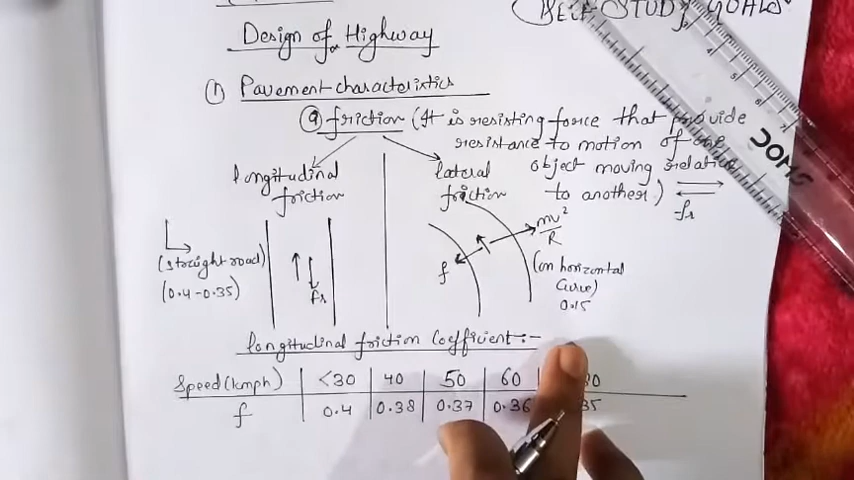 SELF STUDY GOALS
Design of Highway
(1) Pavement characteristics
(a) friction (It is resisting force that provide
resistance to motion of one
object moving relative
to another.)
fs
longitudinal
friction
lateral
friction
(straight road)
(0.4-0.35)
fs
f
mv²
R
(on horizontal
Curve)
0.15
longitudinal friction Coefficient :-
Speed (kmph) <30 40 50 60
f 0.4 0.38 0.37 0.36
DOMS